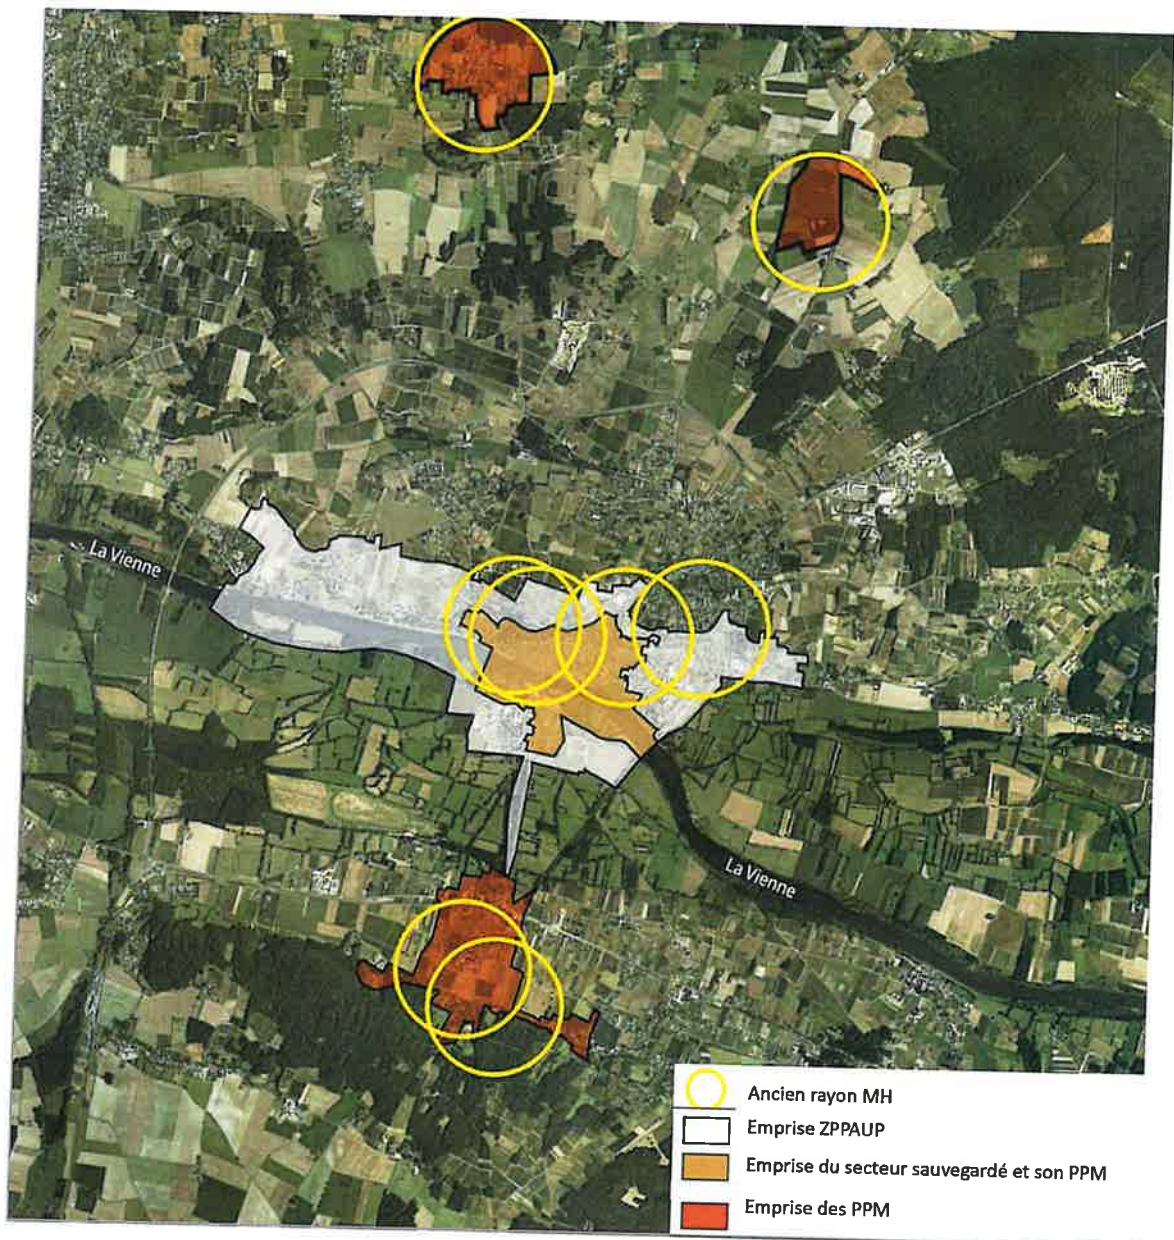 La Vienne
La Vienne
Ancien rayon MH
Emprise ZPPAUP
Emprise du secteur sauvegardé et son PPM
Emprise des PPM